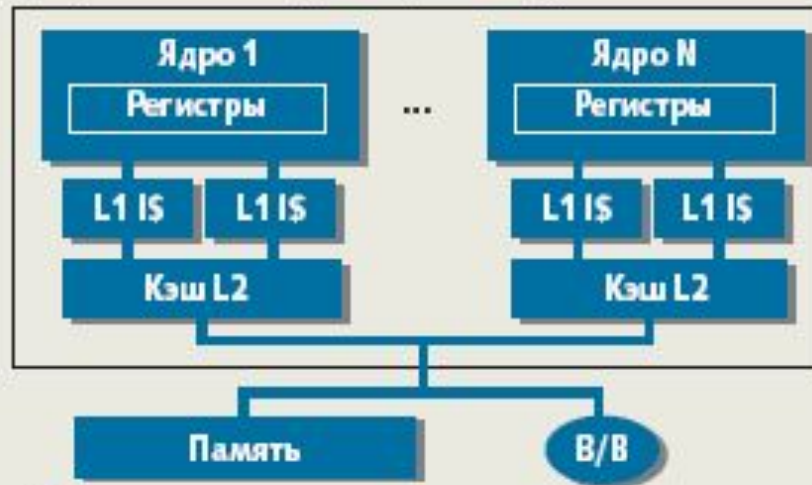 Ядро 1
Регистры
...
Ядро N
Регистры
L1 I$ L1 I$
L1 I$ L1 I$
Кэш L2
Кэш L2
Память
В/В